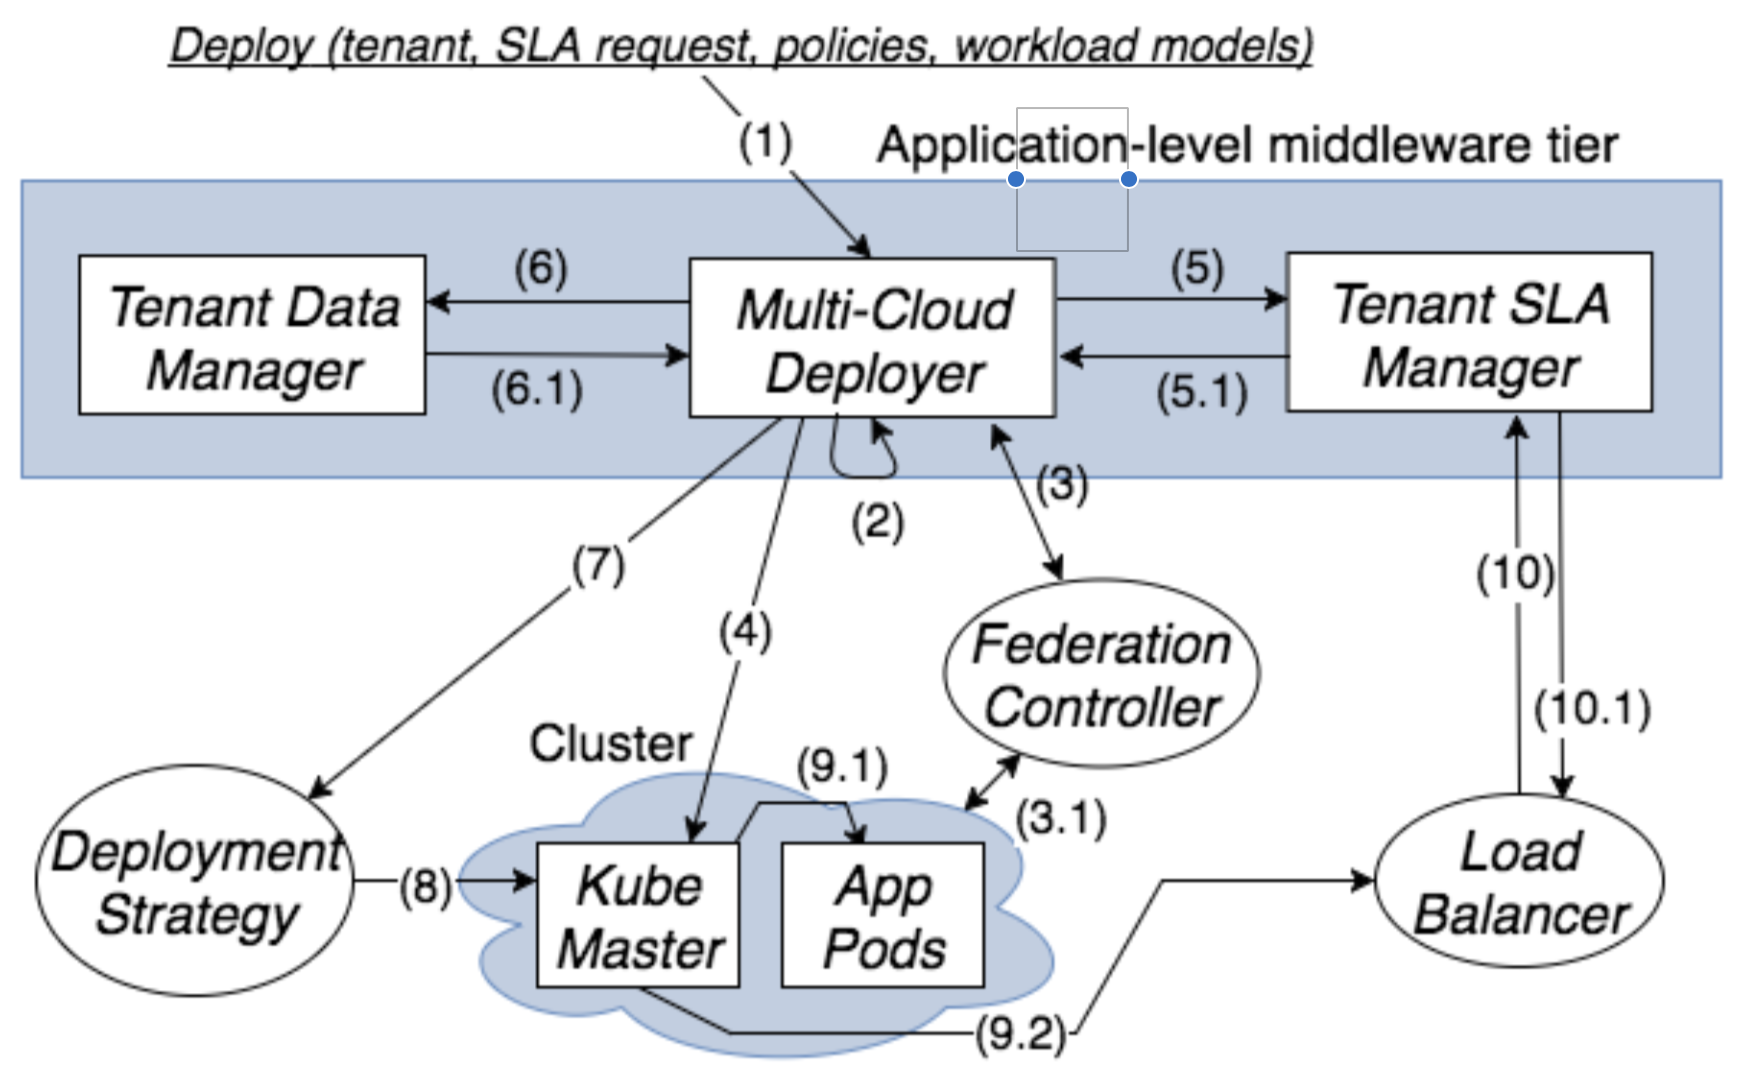 Deploy (tenant, SLA request, policies, workload models)
(1)
Application-level middleware tier
Tenant Data
Manager
(6)
(6.1)
Multi-Cloud
Deployer
(5)
(5.1)
Tenant SLA
Manager
(2)
(3)
(7)
(4)
(10)
(10.1)
Federation
Controller
Cluster
(9.1)
(3.1)
Deployment
Strategy
(8)
Kube
Master
App
Pods
Load
Balancer
(9.2)